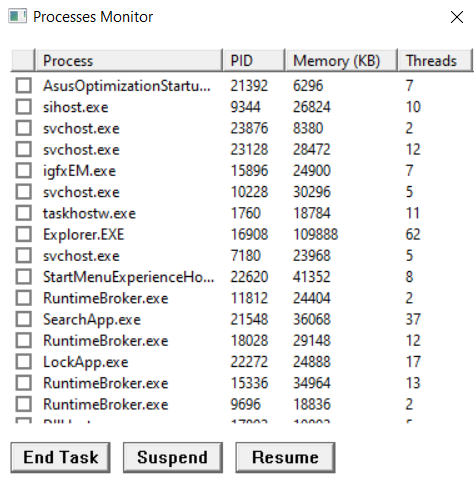 Processes Monitor
Process PID Memory (KB) Threads
AsusOptimizationStartu... 21392 6296 7
sihost.exe 9344 26824 10
svchost.exe 23876 8380 2
svchost.exe 23128 28472 12
igfxEM.exe 15896 24900 7
svchost.exe 10228 30296 5
taskhostw.exe 1760 18784 11
Explorer.EXE 16908 109888 62
svchost.exe 7180 23968 5
StartMenuExperienceHo... 22620 41352 8
RuntimeBroker.exe 11812 24404 2
SearchApp.exe 21548 36068 37
RuntimeBroker.exe 18028 29148 12
LockApp.exe 22272 24888 17
RuntimeBroker.exe 15336 34964 13
RuntimeBroker.exe 9696 18836 2
End Task Suspend Resume